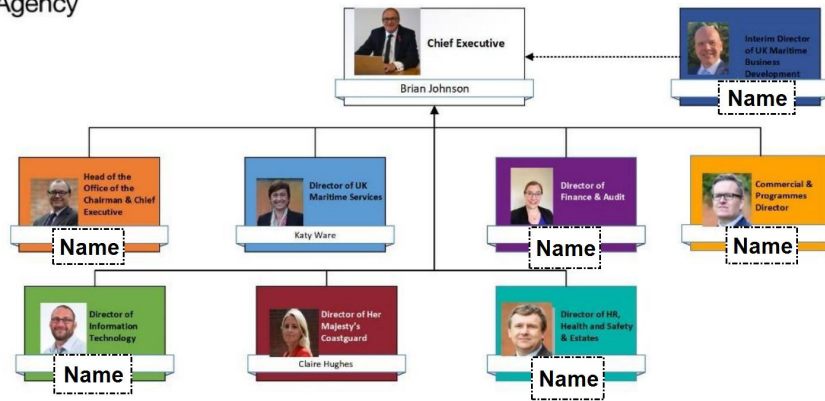 Agency
Chief Executive
Brian Johnson
Interim Director
of UK Maritime
Business
Development
Name
Head of the
Office of the
Chairman & Chief
Executive
Name
Director of UK
Maritime Services
Katy Ware
Director of
Finance & Audit
Name
Commercial &
Programmes
Director
Name
Director of
Information
Technology
Name
Director of Her
Majesty's
Coastguard
Claire Hughes
Director of HR,
Health and Safety
& Estates
Name